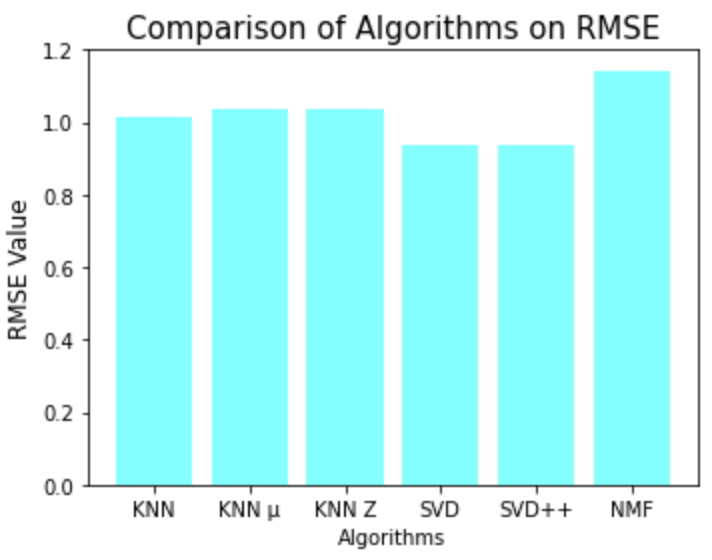 Comparison of Algorithms on RMSE
1.2
1.0
0.8
0.6
0.4
0.2
0.0
RMSE Value
KNN KNN µ KNN Z SVD SVD++ NMF
Algorithms